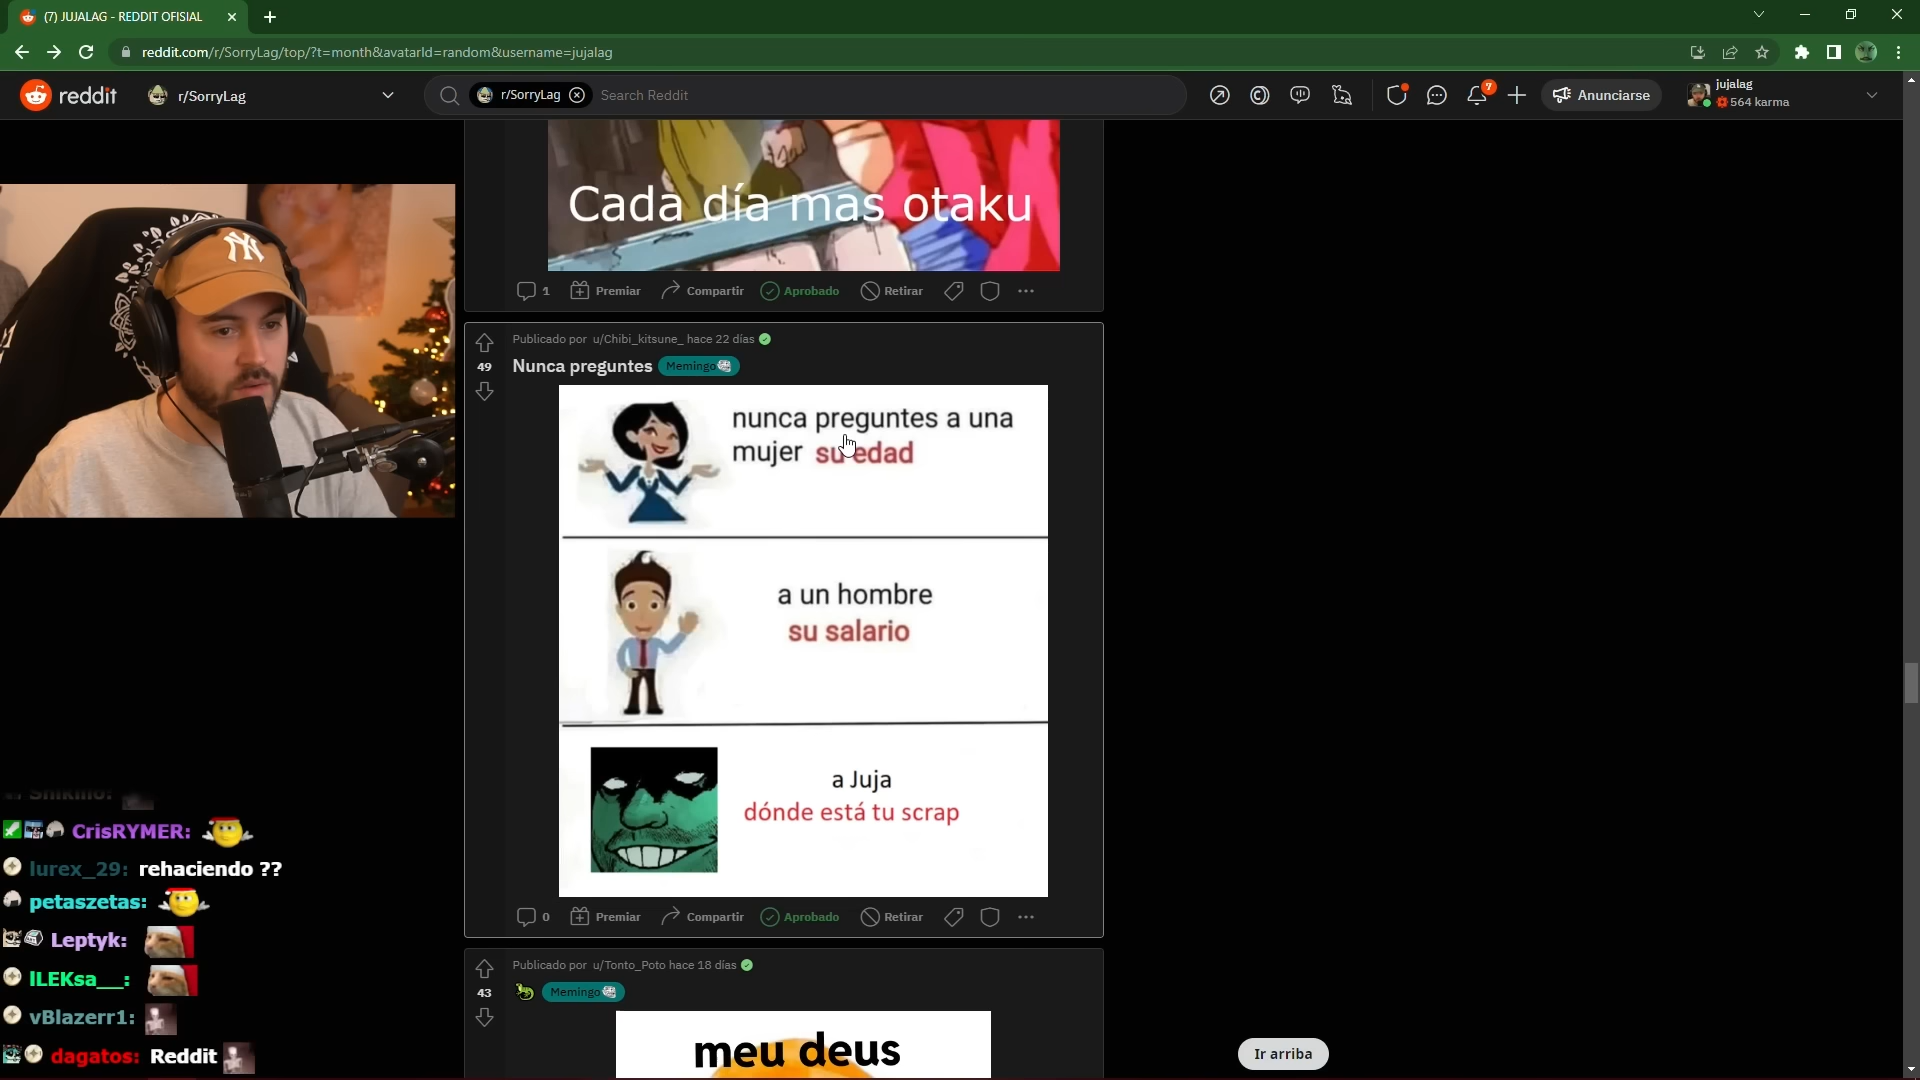 (7) JUJALAG - REDDIT OFISIAL
reddit.com/r/SorryLag/top/?t=month&avatarId=random&username=jujalag
reddit
r/SorryLag
r/SorryLag
Search Reddit
7
Anunciarse
jujalag
564 karma
NY
Cada día mas otaku
1
Premiar
Compartir
Aprobado
Retirar
Publicado por u/Chibi_kitsune_ hace 22 días
49
Nunca preguntes
Memingo
nunca preguntes a una
mujer su edad
a un hombre
su salario
a Juja
dónde está tu scrap
0
Premiar
Compartir
Aprobado
Retirar
Publicado por u/Tonto_Poto hace 18 días
43
Memingo
meu deus
Ir arriba
CrisRYMER:
lurex_29: rehaciendo ??
petaszetas:
Leptyk:
lLEKsa__:
vBlazerr1:
dagatos: Reddit